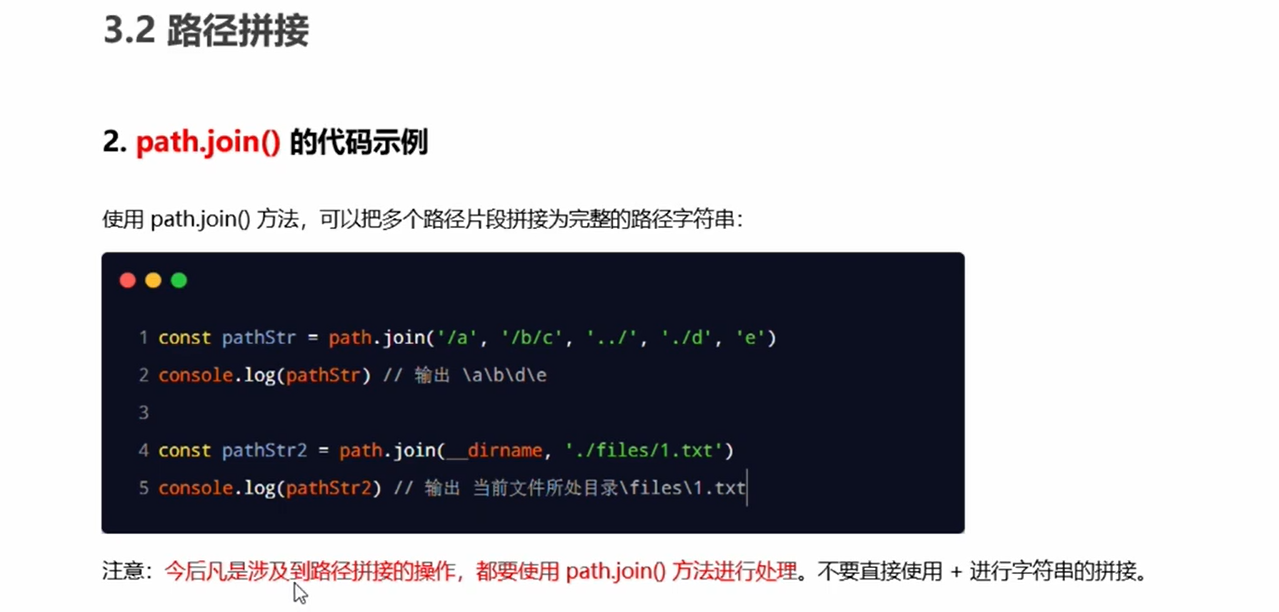 3.2 路径拼接
2. path.join() 的代码示例
使用 path.join() 方法，可以把多个路径片段拼接为完整的路径字符串：
1 const pathStr = path.join('/a', '/b/c', '../', './d', 'e')
2 console.log(pathStr) // 输出 \a\b\d\e
3
4 const pathStr2 = path.join(__dirname, './files/1.txt')
5 console.log(pathStr2) // 输出 当前文件所处目录\files\1.txt
注意：今后凡是涉及到路径拼接的操作，都要使用 path.join() 方法进行处理。不要直接使用 + 进行字符串的拼接。